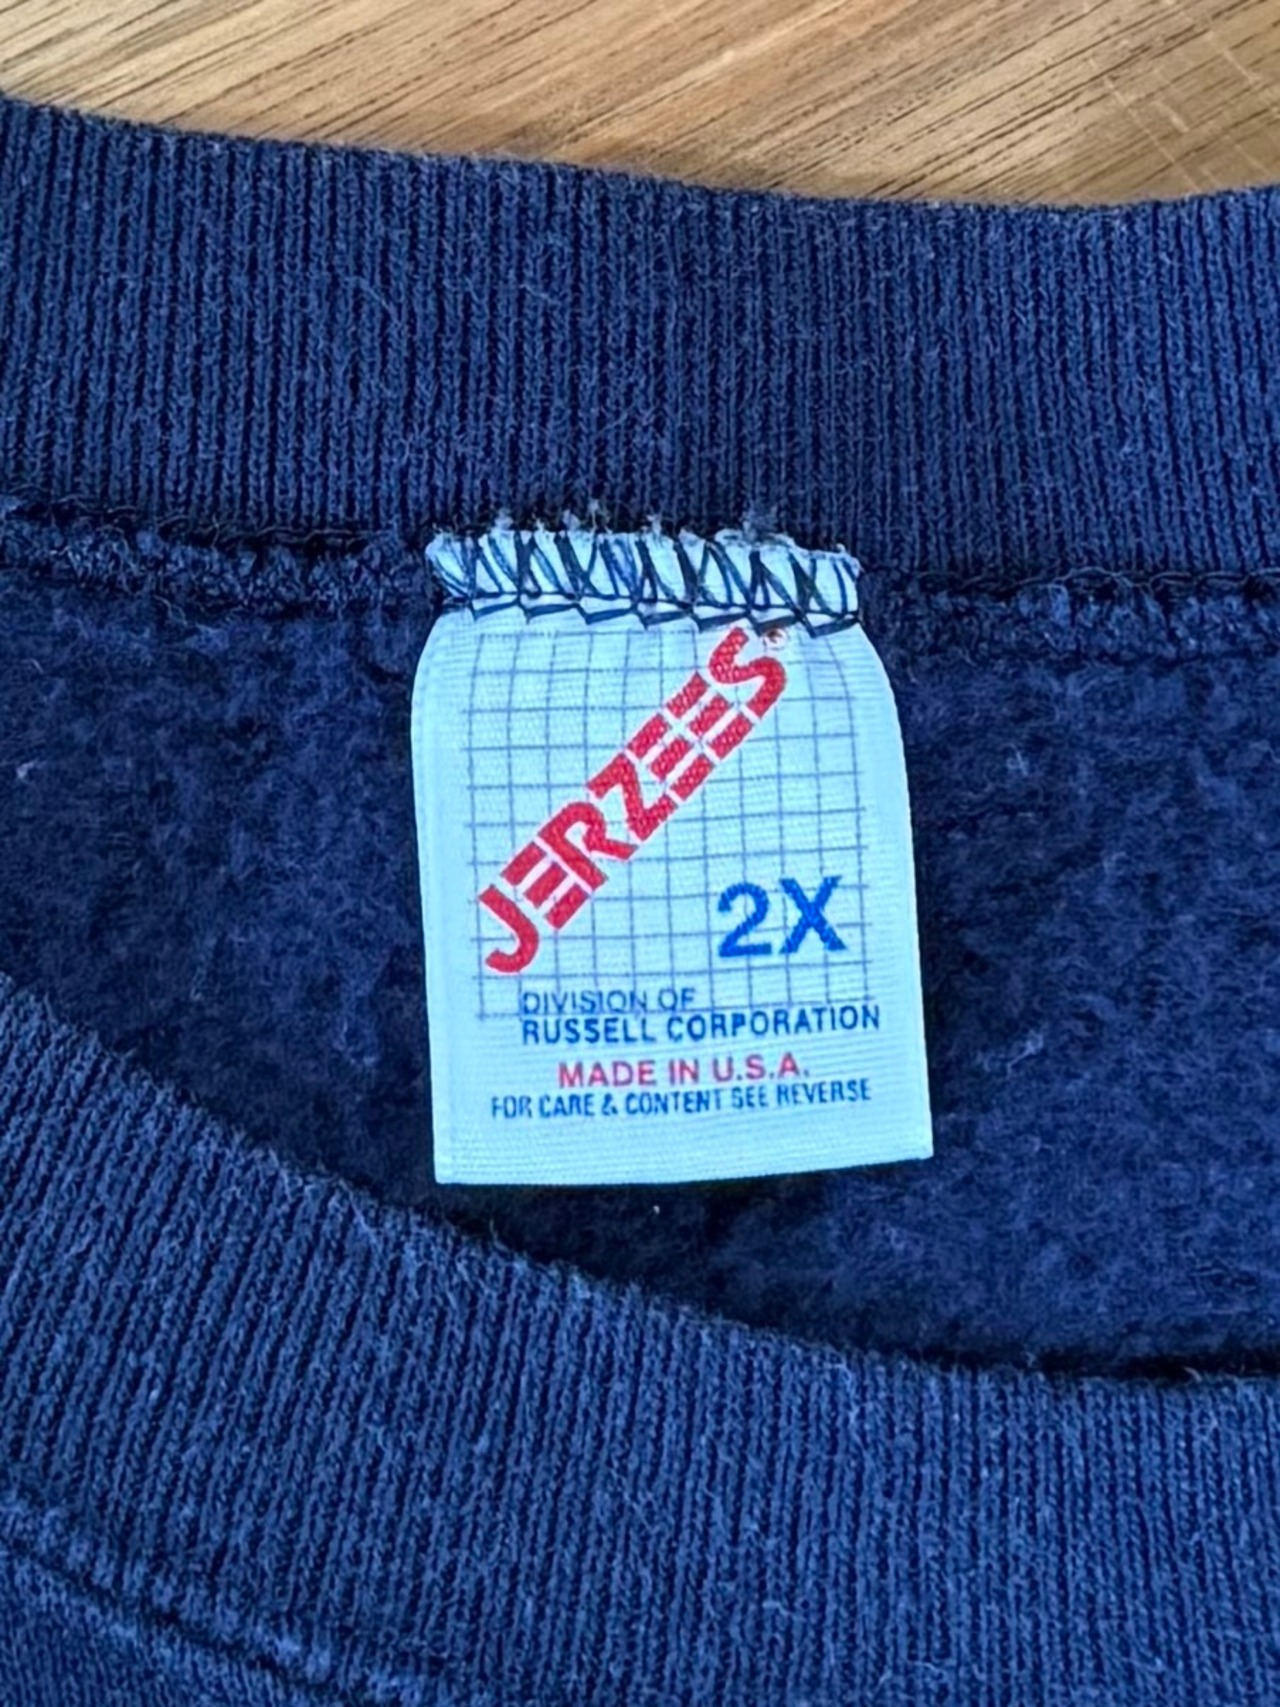 JERZEES®
2X
DIVISION OF
RUSSELL CORPORATION
MADE IN U.S.A.
FOR CARE & CONTENT SEE REVERSE